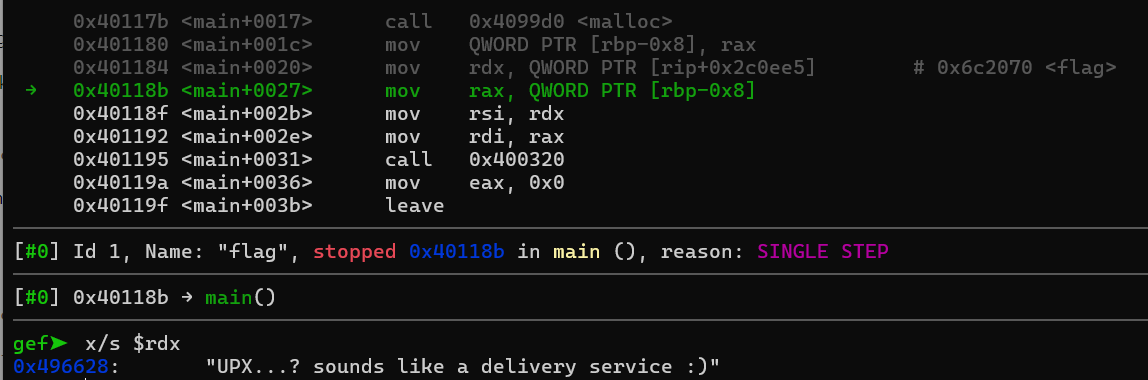 0x40117b <main+0017> call 0x4099d0 <malloc>
0x401180 <main+001c> mov QWORD PTR [rbp-0x8], rax
0x401184 <main+0020> mov rdx, QWORD PTR [rip+0x2c0ee5] # 0x6c2070 <flag>
→ 0x40118b <main+0027> mov rax, QWORD PTR [rbp-0x8]
0x40118f <main+002b> mov rsi, rdx
0x401192 <main+002e> mov rdi, rax
0x401195 <main+0031> call 0x400320
0x40119a <main+0036> mov eax, 0x0
0x40119f <main+003b> leave
[#0] Id 1, Name: "flag", stopped 0x40118b in main (), reason: SINGLE STEP
[#0] 0x40118b → main()
gef➤ x/s $rdx
0x496628: "UPX...? sounds like a delivery service :)"